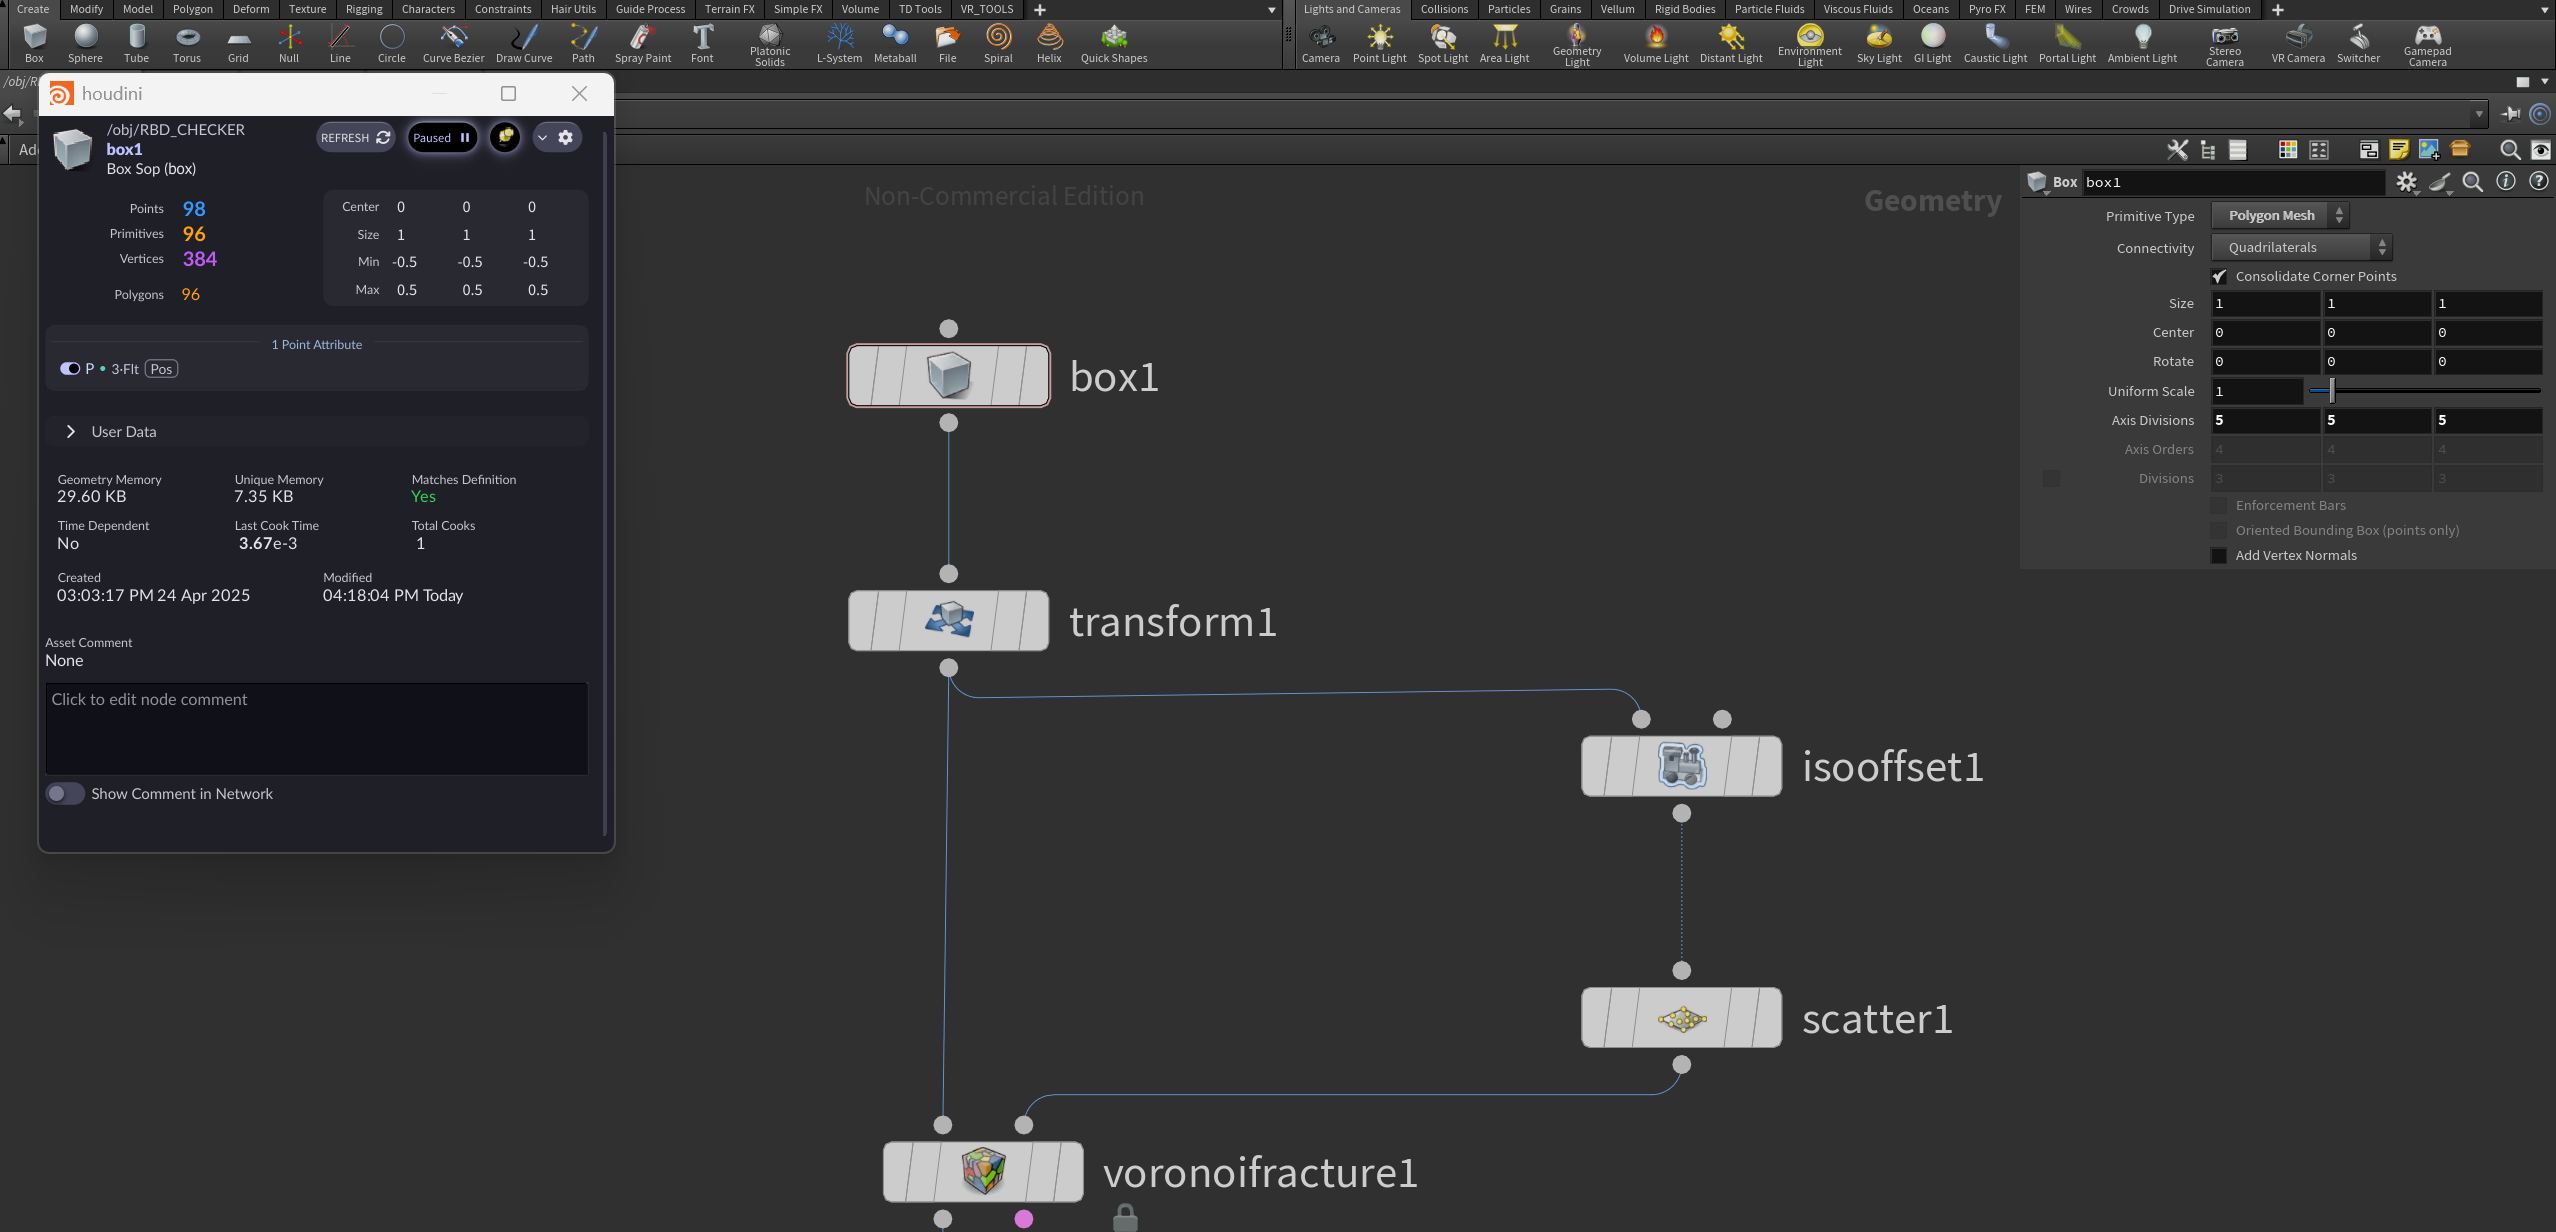 Create Modify Model Polygon Deform Texture Rigging Characters Constraints Hair Utils Guide Process Terrain FX Simple FX Volume TD Tools VR_TOOLS
Box Sphere Tube Torus Grid Null Line Circle Curve Bezier Draw Curve Path Spray Paint Font Platonic Solids L-System Metaball File Spiral Helix Quick Shapes
Lights and Cameras Collisions Particles Grains Vellum Rigid Bodies Particle Fluids Viscous Fluids Oceans Pyro FX FEM Wires Crowds Drive Simulation
Camera Point Light Spot Light Area Light Geometry Light Volume Light Distant Light Environment Light Sky Light GI Light Caustic Light Portal Light Ambient Light Stereo Camera VR Camera Switcher Gamepad Camera
houdini
/obj/RBD_CHECKER
box1
Box Sop (box)
REFRESH
Paused
Points 98
Primitives 96
Vertices 384
Polygons 96
Center 0 0 0
Size 1 1 1
Min -0.5 -0.5 -0.5
Max 0.5 0.5 0.5
1 Point Attribute
P • 3-Flt Pos
User Data
Geometry Memory Unique Memory Matches Definition
29.60 KB 7.35 KB Yes
Time Dependent Last Cook Time Total Cooks
No 3.67e-3 1
Created Modified
03:03:17 PM 24 Apr 2025 04:18:04 PM Today
Asset Comment
None
Click to edit node comment
Show Comment in Network
Non-Commercial Edition
Geometry
box1
transform1
isooffset1
scatter1
voronoifracture1
Box box1
Primitive Type Polygon Mesh
Connectivity Quadrilaterals
Consolidate Corner Points
Size 1 1 1
Center 0 0 0
Rotate 0 0 0
Uniform Scale 1
Axis Divisions 5 5 5
Axis Orders 4 4 4
Divisions 3 3 3
Enforcement Bars
Oriented Bounding Box (points only)
Add Vertex Normals